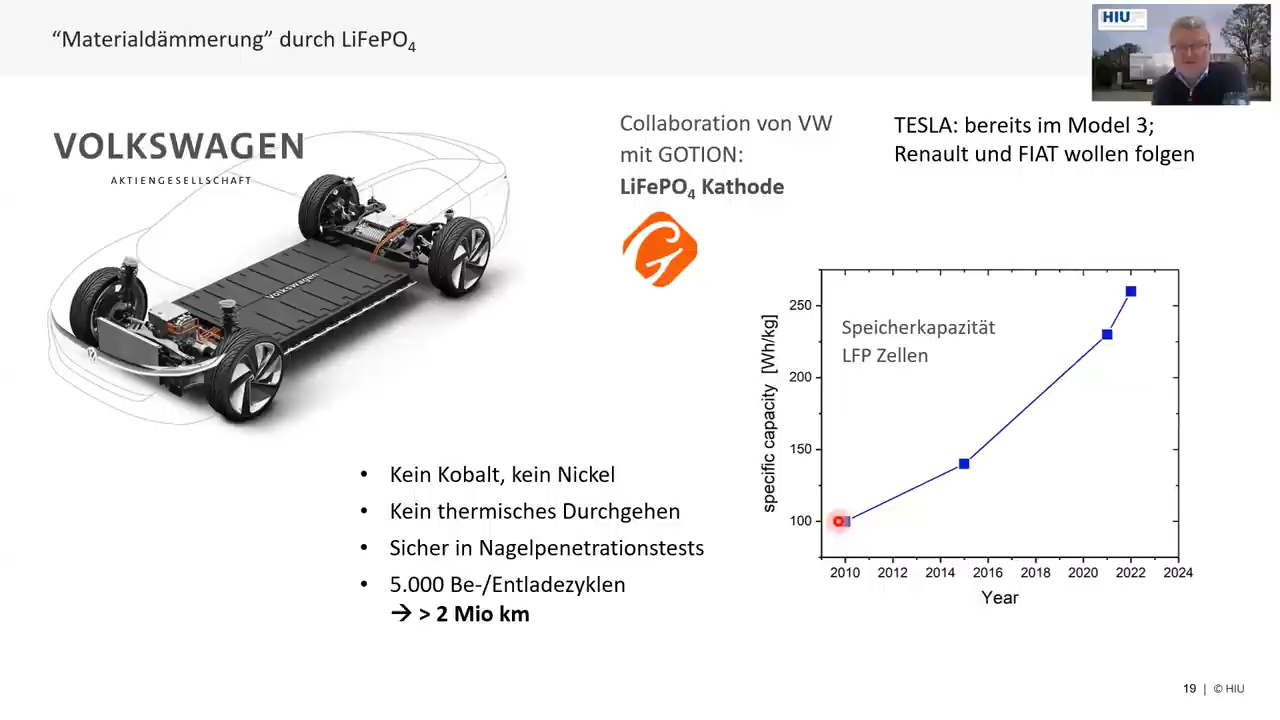 “Materialdämmerung” durch LiFePO4
HIU
VOLKSWAGEN
AKTIENGESELLSCHAFT
Volkswagen
Collaboration von VW
mit GOTION:
LiFePO4 Kathode
TESLA: bereits im Model 3;
Renault und FIAT wollen folgen
Speicherkapazität
LFP Zellen
specific capacity [Wh/kg]
250
200
150
100
2010 2012 2014 2016 2018 2020 2022 2024
Year
• Kein Kobalt, kein Nickel
• Kein thermisches Durchgehen
• Sicher in Nagelpenetrationstests
• 5.000 Be-/Entladezyklen
→ > 2 Mio km
19 | © HIU